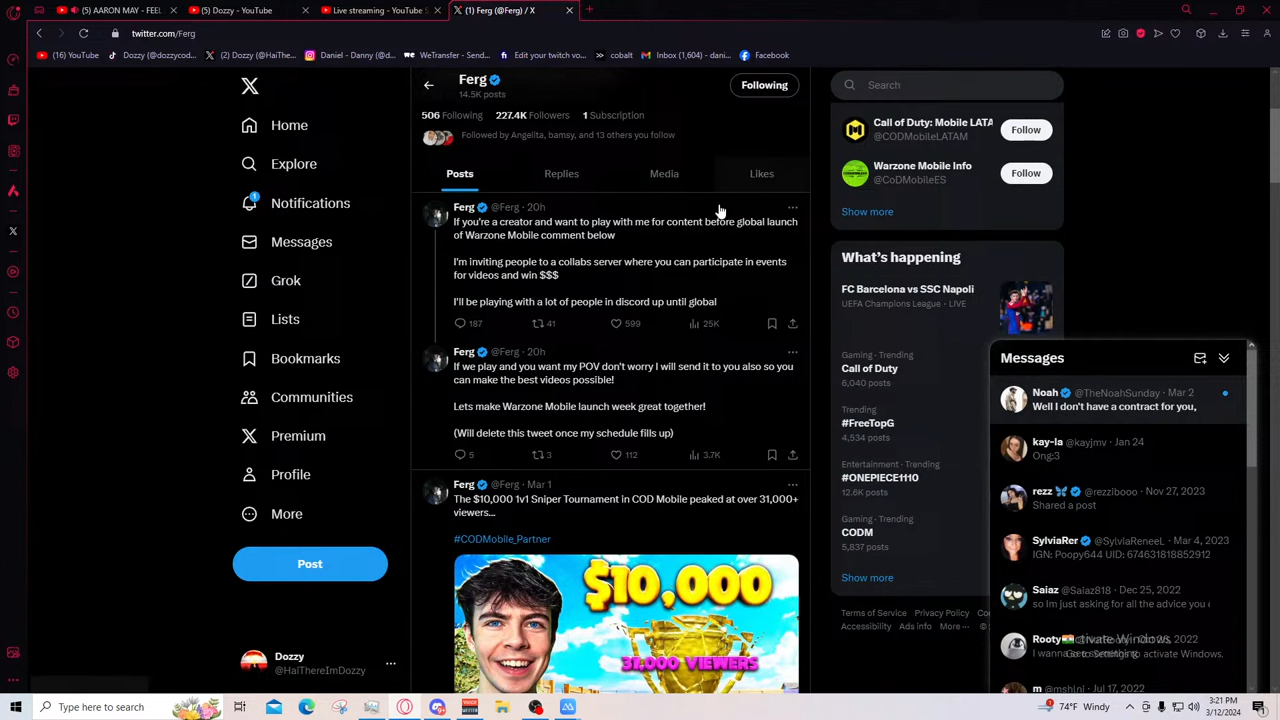 (5) AARON MAY - FEEL
(5) Dozzy - YouTube
Live streaming - YouTube S
(1) Ferg (@Ferg) / X
twitter.com/Ferg
(16) YouTube
Dozzy (@dozzycod...
(2) Dozzy (@HaiThe...
Daniel - Danny (@d...
WeTransfer - Send...
Edit your twitch vo...
cobalt
Inbox (1,604) - dani...
Facebook
Home
Explore
1
Notifications
Messages
Grok
Lists
Bookmarks
Communities
Premium
Profile
More
Post
Dozzy
@HaiThereImDozzy
Ferg
14.5K posts
Following
506 Following 227.4K Followers 1 Subscription
Followed by Angelita, bamsy, and 13 others you follow
Posts Replies Media Likes
Ferg @Ferg · 20h
If you're a creator and want to play with me for content before global launch
of Warzone Mobile comment below
I'm inviting people to a collabs server where you can participate in events
for videos and win $$$
I'll be playing with a lot of people in discord up until global
187 41 599 25K
Ferg @Ferg · 20h
If we play and you want my POV don't worry I will send it to you also so you
can make the best videos possible!
Lets make Warzone Mobile launch week great together!
(Will delete this tweet once my schedule fills up)
5 3 112 3.7K
Ferg @Ferg · Mar 1
The $10,000 1v1 Sniper Tournament in COD Mobile peaked at over 31,000+
viewers...
#CODMobile_Partner
$10,000
31,000 VIEWERS
Search
Call of Duty: Mobile LATA
@CODMobileLATAM
Follow
Warzone Mobile Info
@CoDMobileES
Follow
Show more
What's happening
FC Barcelona vs SSC Napoli
UEFA Champions League · LIVE
Gaming · Trending
Call of Duty
6,040 posts
Trending
#FreeTopG
4,534 posts
Entertainment · Trending
#ONEPIECE1110
12.6K posts
Gaming · Trending
CODM
5,837 posts
Show more
Terms of Service Privacy Policy Coo
Accessibility Ads info More ··· ©
Messages
Noah @TheNoahSunday · Mar 2
Well I don't have a contract for you,
kay-la @kayjmv · Jan 24
Ong:3
rezz @rezzibooo · Nov 27, 2023
Shared a post
SylviaRer @SylviaReneeL · Mar 4, 2023
IGN: Poopy644 UID: 674631818852912
Saiaz @Saiaz818 · Dec 25, 2022
so Im just asking for all the advice you
Rooty
2022
I wanna
Activate Windows
Go to Settings to activate Windows.
m @mshlnl · Jul 17, 2022
Type here to search
74°F Windy
3:21 PM
3/12/2024